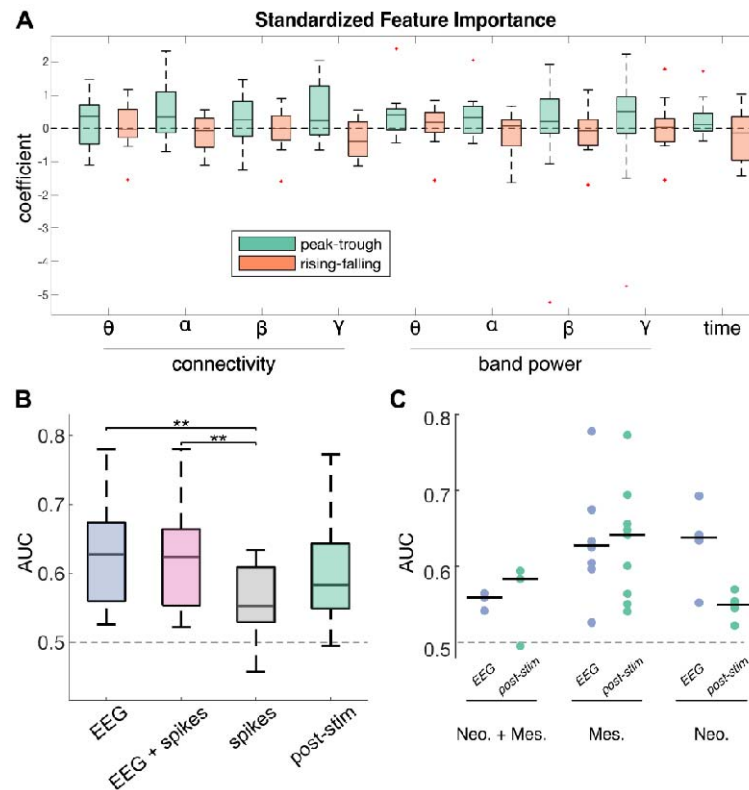 A Standardized Feature Importance
coefficient
2
1
0
-1
-2
-3
-4
-5
peak-trough
rising-falling
θ α β γ θ α β γ time
connectivity band power
B
AUC
0.8
0.7
0.6
0.5
**
**
EEG EEG + spikes spikes post-stim
C
AUC
0.8
0.7
0.6
0.5
EEG post-stim EEG post-stim EEG post-stim
Neo. + Mes. Mes. Neo.